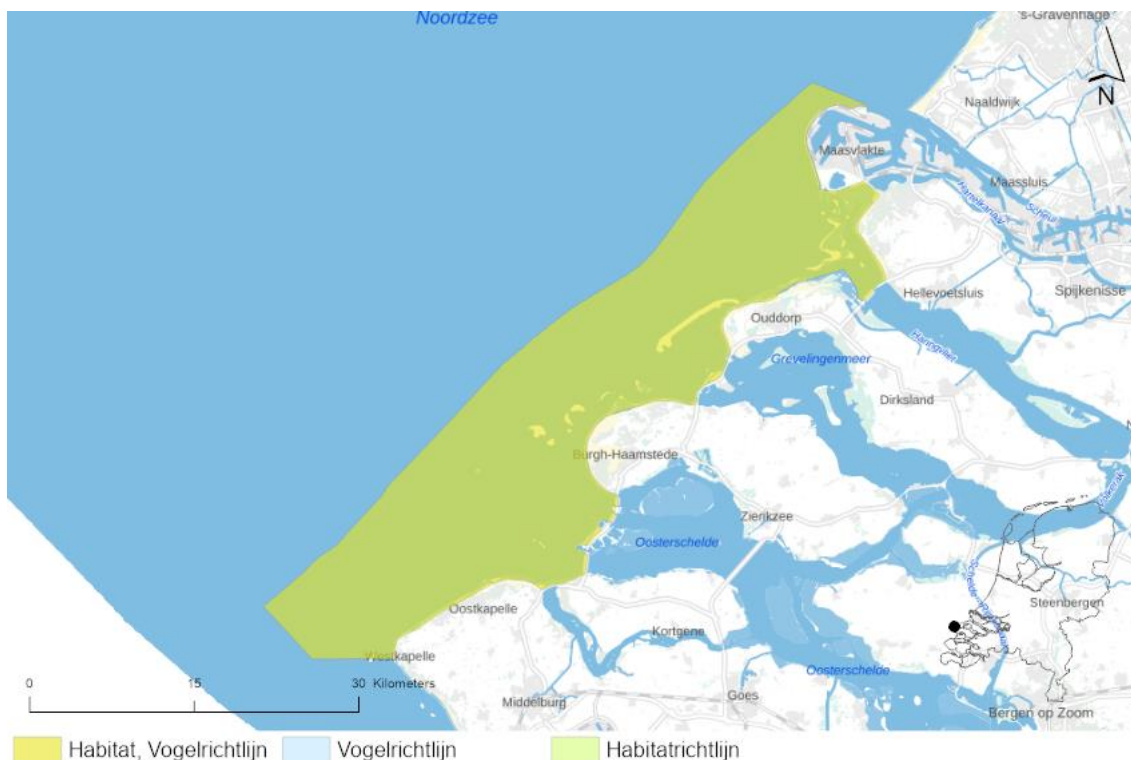 Noordzee
's-Gravenhage
N
Naaldwijk
Maasvlakte
Maassluis
Hartelkanaal
Scheur
Spijkenisse
Hellevoetsluis
Ouddorp
Haringvliet
Grevelingenmeer
Dirksland
Burgh-Haamstede
Zierikzee
Oosterschelde
Steenbergen
Oostkapelle
Kortgene
Westkapelle
Oosterschelde
Middelburg
Goes
Bergen op Zoom
0 15 30 Kilometers
Habitat, Vogelrichtlijn Vogelrichtlijn Habitatrichtlijn